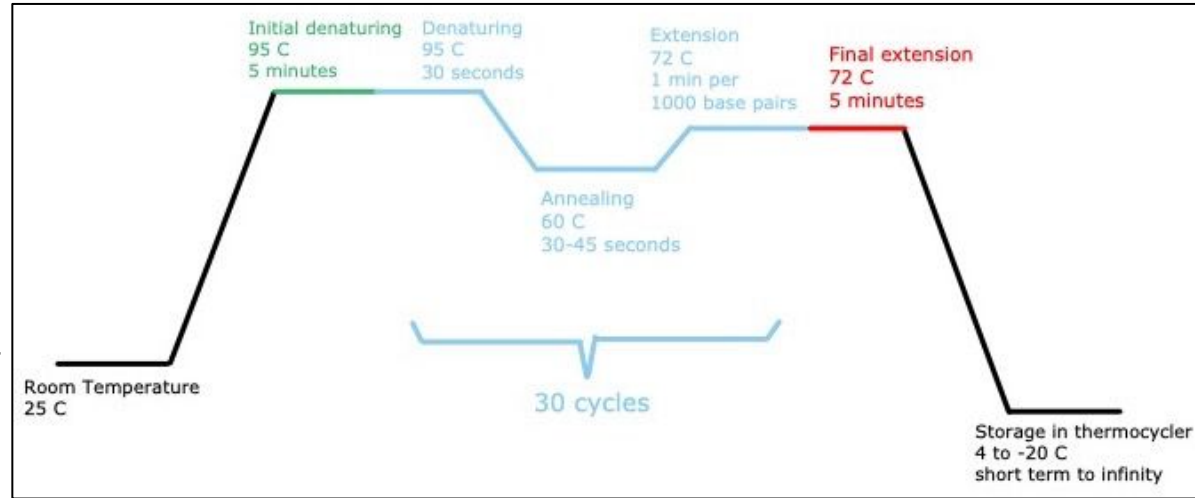 Initial denaturing
95 C
5 minutes
Denaturing
95 C
30 seconds
Extension
72 C
1 min per
1000 base pairs
Final extension
72 C
5 minutes
Annealing
60 C
30-45 seconds
Room Temperature
25 C
30 cycles
Storage in thermocycler
4 to -20 C
short term to infinity